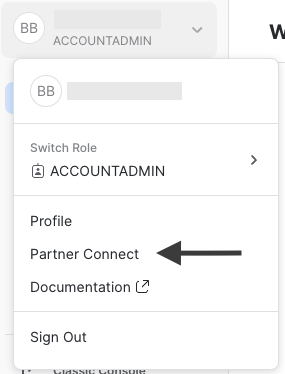 BB
ACCOUNTADMIN
W
BB
Switch Role
ACCOUNTADMIN
Profile
Partner Connect
Documentation
Sign Out
Classic Console